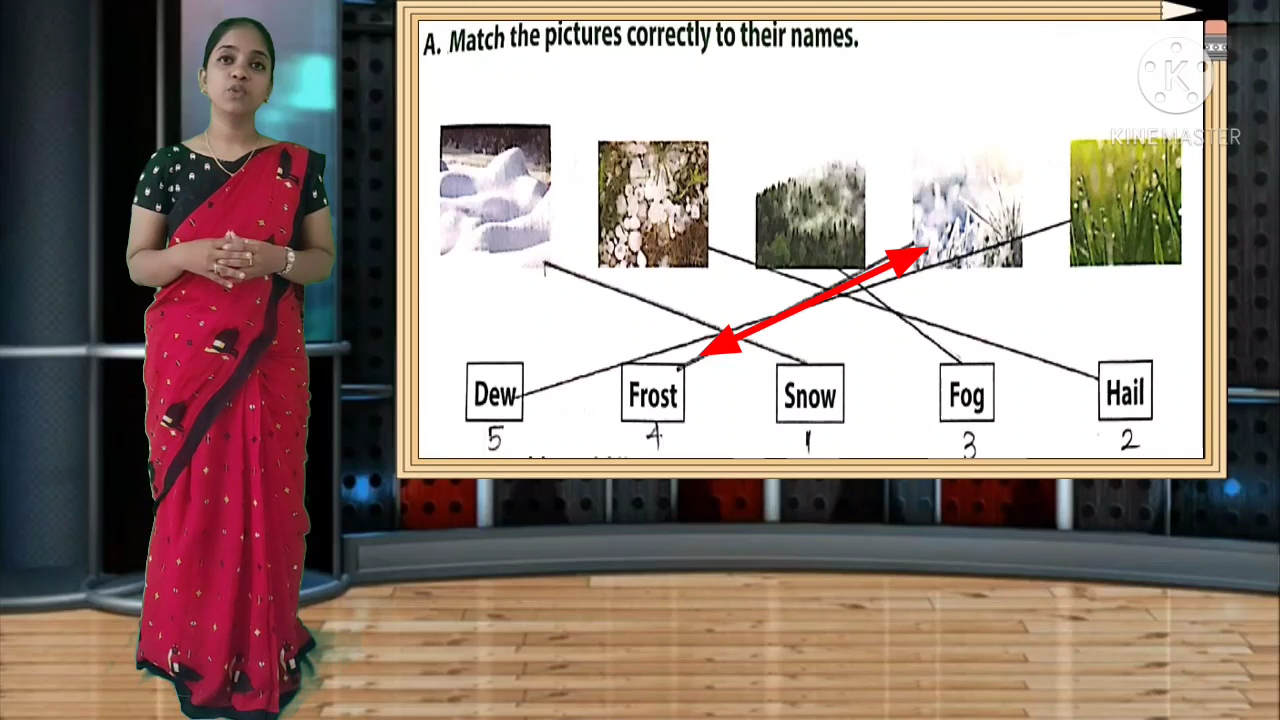 A. Match the pictures correctly to their names.
K
KINEMASTER
Dew Frost Snow Fog Hail
5 4 1 3 2